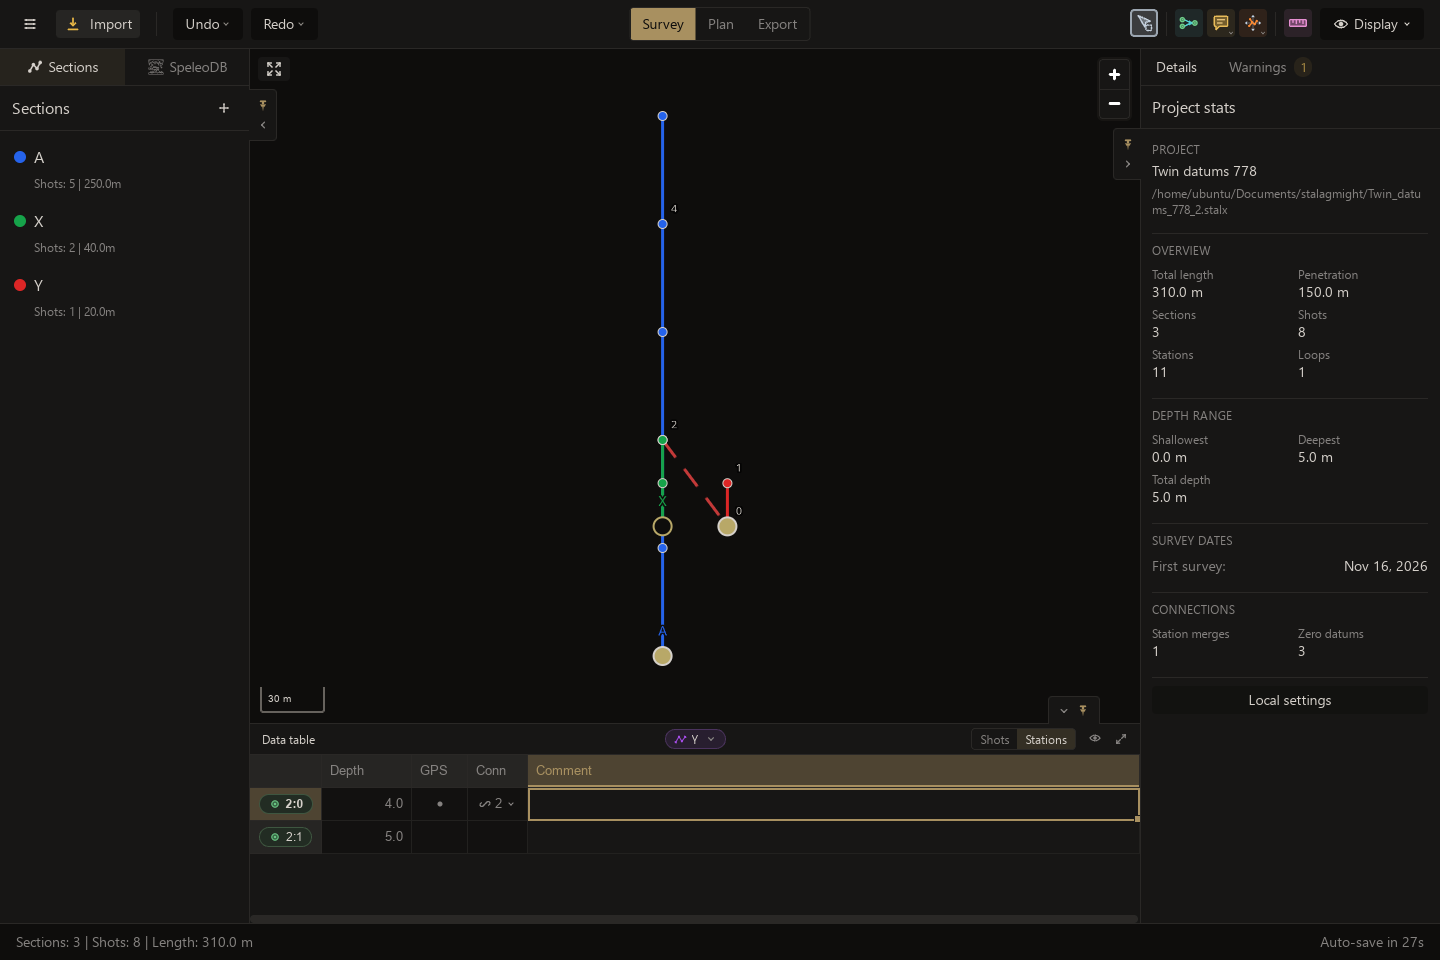 Import
Undo
Redo
Survey
Plan
Export
Display
Sections
SpeleoDB
Details
Warnings 1
Sections
A
Shots: 5 | 250.0m
X
Shots: 2 | 40.0m
Y
Shots: 1 | 20.0m
4
2
1
X
0
A
30 m
Project stats
PROJECT
Twin datums 778
/home/ubuntu/Documents/stalagmight/Twin_datu
ms_778_2.stalx
OVERVIEW
Total length
Penetration
310.0 m
150.0 m
Sections
Shots
3
8
Stations
Loops
11
1
DEPTH RANGE
Shallowest
Deepest
0.0 m
5.0 m
Total depth
5.0 m
SURVEY DATES
First survey:
Nov 16, 2026
CONNECTIONS
Station merges
Zero datums
1
3
Local settings
Data table
Y
Shots
Stations
Depth
GPS
Conn
Comment
2:0
4.0
2
2:1
5.0
Sections: 3 | Shots: 8 | Length: 310.0 m
Auto-save in 27s